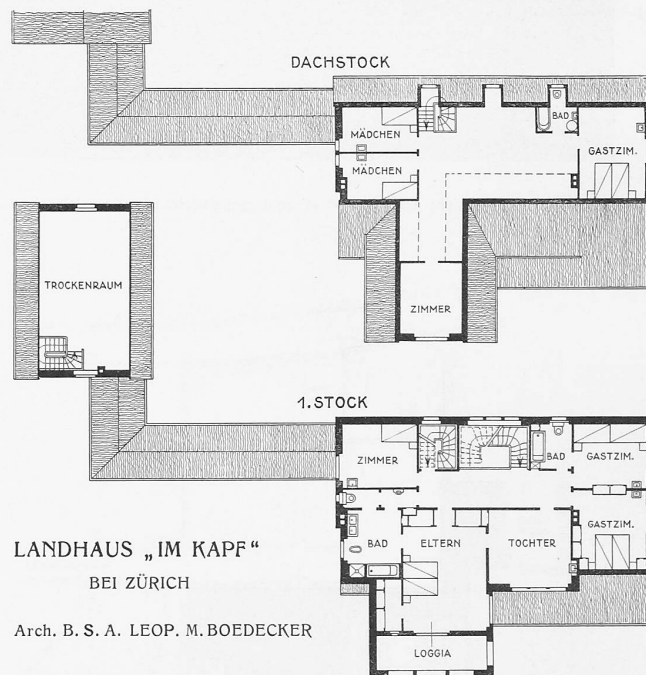 DACHSTOCK
MÄDCHEN
BAD
MÄDCHEN
GASTZIM.
TROCKENRAUM
ZIMMER
1. STOCK
ZIMMER
BAD
GASTZIM.
BAD
ELTERN
TOCHTER
GASTZIM.
LOGGIA
LANDHAUS „IM KAPF“
BEI ZÜRICH
Arch. B. S. A. LEOP. M. BOEDECKER